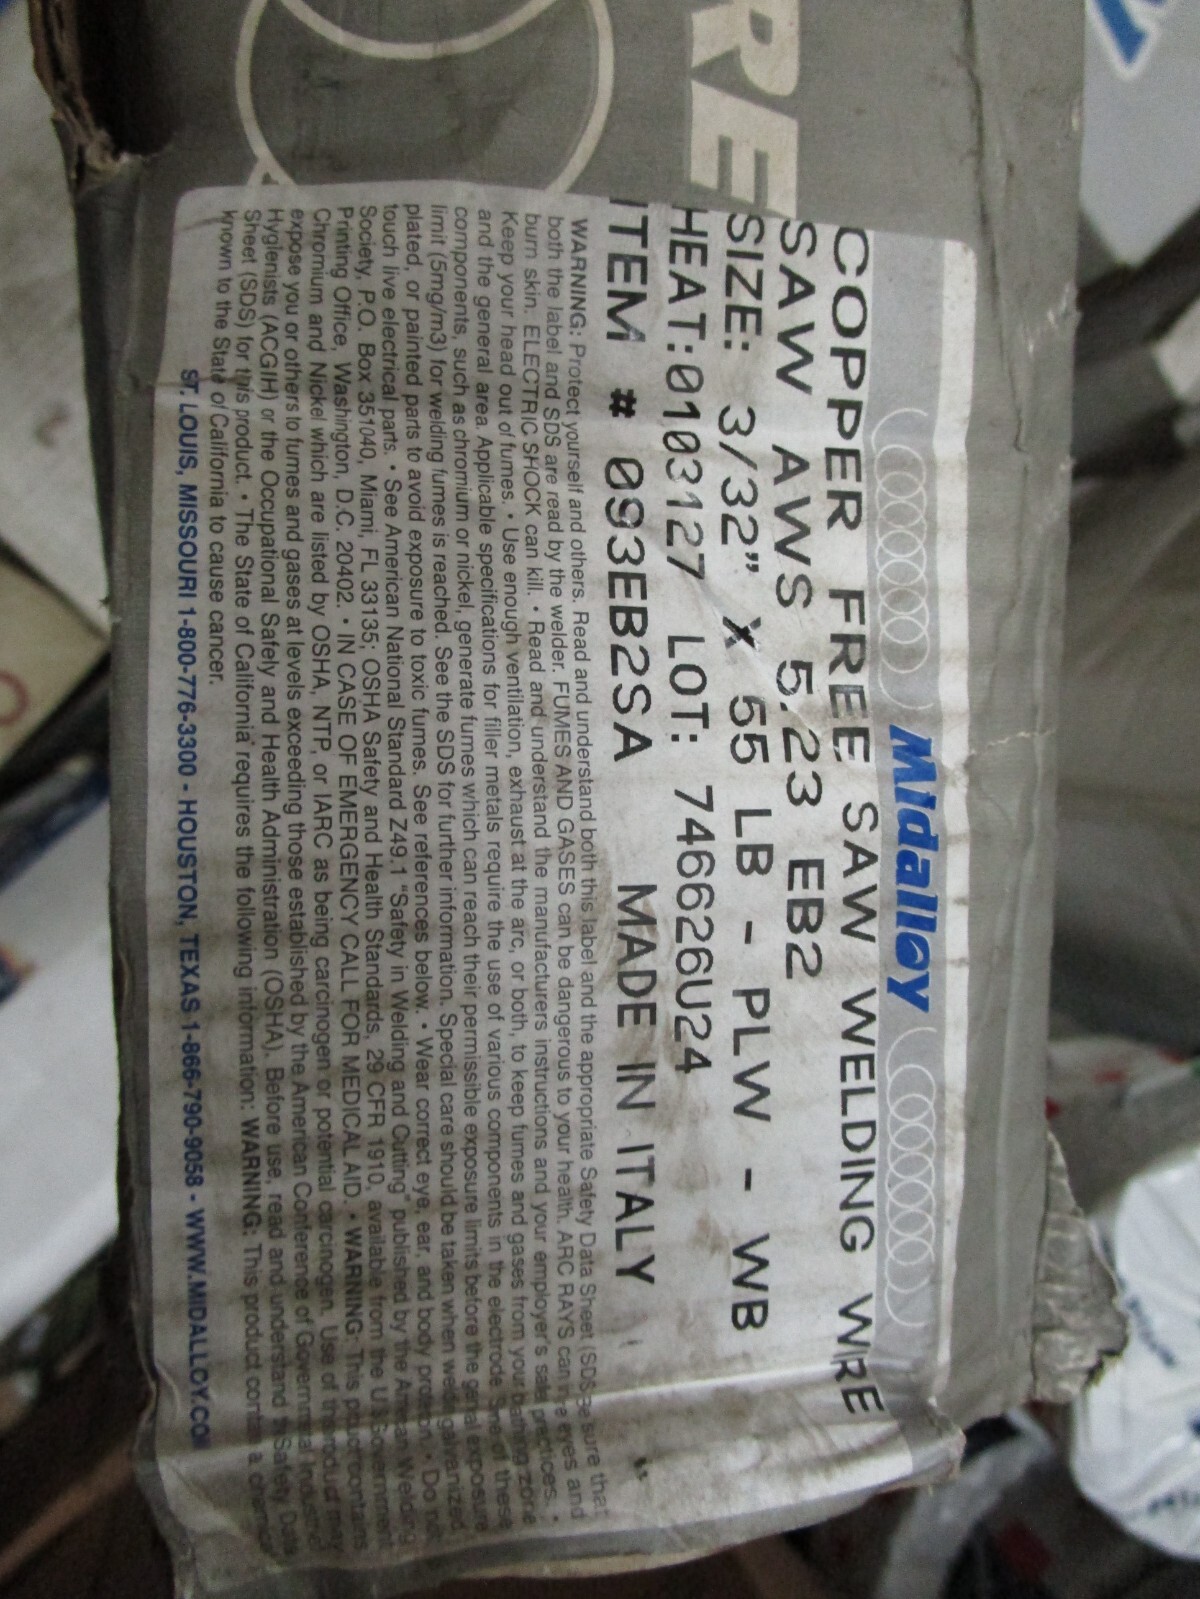 RE
Midalloy
COPPER FREE SAW WELDING WIRE
SAW AWS 5.23 EB2
SIZE: 3/32" X 55 LB - PLW - WB
HEAT:0103127 LOT: 746626U24
ITEM # 093EB2SA MADE IN ITALY
WARNING: Protect yourself and others. Read and understand both this label and the appropriate Safety Data Sheet (SDS). Be sure that
both the label and SDS are read by the welder. FUMES AND GASES can be dangerous to your health. ARC RAYS can eyes and
burn skin. ELECTRIC SHOCK can kill. • Read and understand the manufacturers instructions and your employer's practices. •
Keep your head out of fumes. • Use enough ventilation, exhaust at the arc, or both, to keep fumes and gases from your breathing zone
and the general area. Applicable specifications for filler metals require the use of various components in the electrode. Some of these
components, such as chromium or nickel, generate fumes which can reach their permissible exposure limits before the general exposure
limit (5mg/m3) for welding fumes is reached. See the SDS for further information. Special care should be taken when welding galvanized,
plated, or painted parts to avoid exposure to toxic fumes. See references below. • Wear correct eye, ear, and body protection. • Do not
touch live electrical parts. • See American National Standard Z49.1 "Safety in Welding and Cutting" published by the American Welding
Society, P.O. Box 351040, Miami, FL 33135; OSHA Safety and Health Standards, 29 CFR 1910, available from the U.S. Government
Printing Office, Washington, D.C. 20402. • IN CASE OF EMERGENCY CALL FOR MEDICAL AID. • WARNING: This product contains
Chromium and Nickel which are listed by OSHA, NTP, or IARC as being carcinogen or potential carcinogen. Use of the product may
expose you or others to fumes and gases at levels exceeding those established by the American Conference of Governmental Industrial
Hygienists (ACGIH) or the Occupational Safely and Health Administration (OSHA). Before use, read and understand Safety Data
Sheet (SDS) for this product. • The State of California requires the following information: WARNING: This product contains a
known to the State of California to cause cancer.
ST. LOUIS, MISSOURI 1-800-776-3300 - HOUSTON, TEXAS 1-866-790-9058 - WWW.MIDALLOY.CO